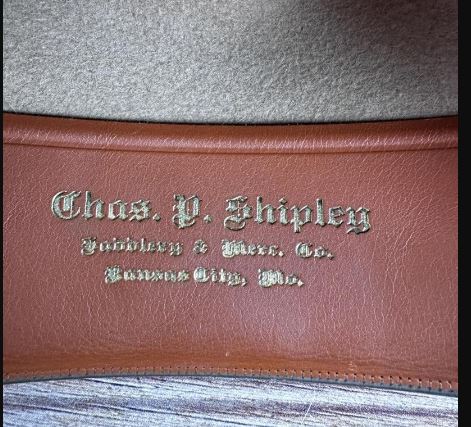 Chas. P. Shipley
Saddlery & Merc. Co.
Kansas City, Mo.